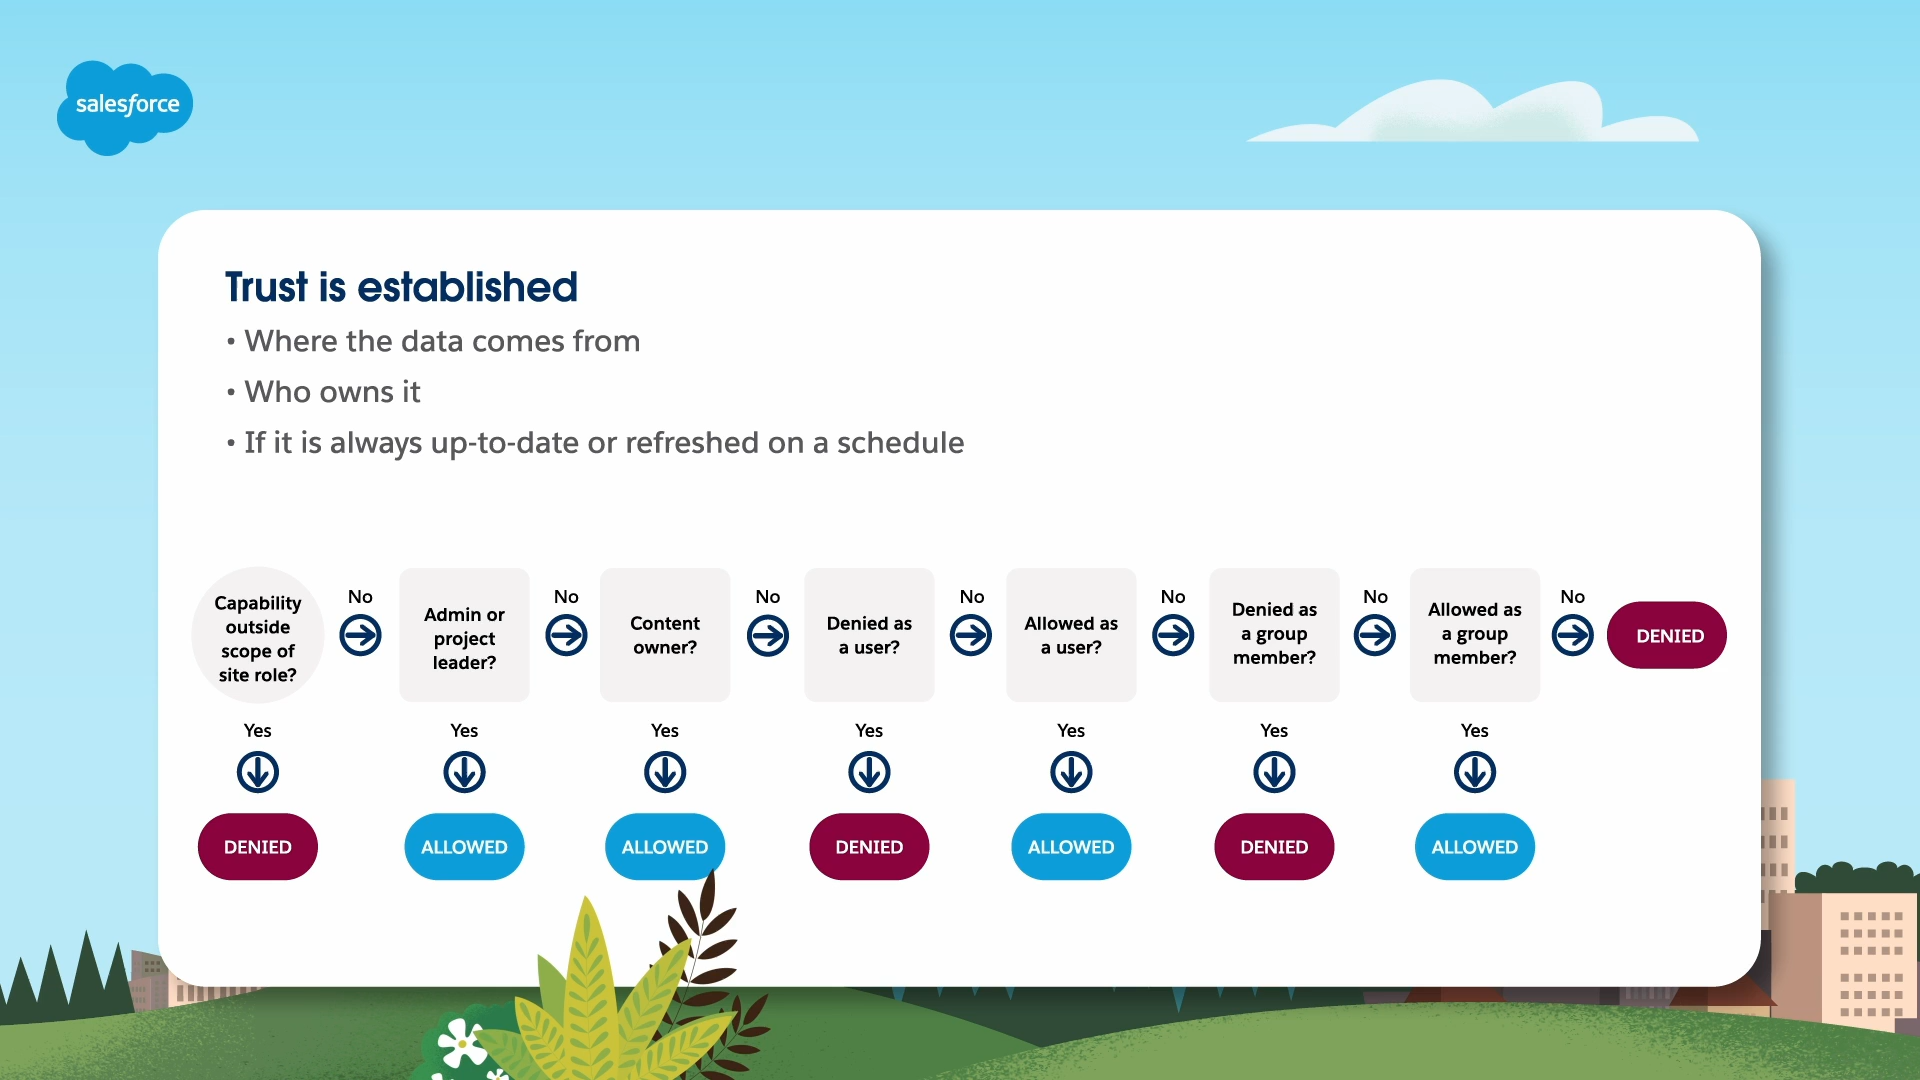 salesforce
Trust is established
• Where the data comes from
• Who owns it
• If it is always up-to-date or refreshed on a schedule
Capability
outside
scope of
site role?
No
Admin or
project
leader?
No
Content
owner?
No
Denied as
a user?
No
Allowed as
a user?
No
Denied as
a group
member?
No
Allowed as
a group
member?
No
DENIED
Yes
Yes
Yes
Yes
Yes
Yes
Yes
DENIED
ALLOWED
ALLOWED
DENIED
ALLOWED
DENIED
ALLOWED